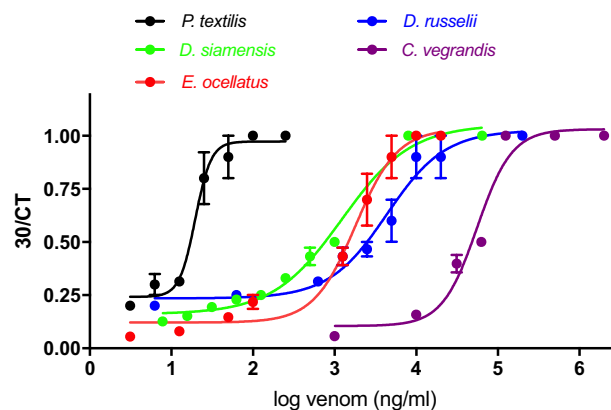 P. textilis
D. russelii
D. siamensis
C. vegrandis
E. ocellatus
1.00
0.75
0.50
0.25
0.00
30/CT
0 1 2 3 4 5 6
log venom (ng/ml)